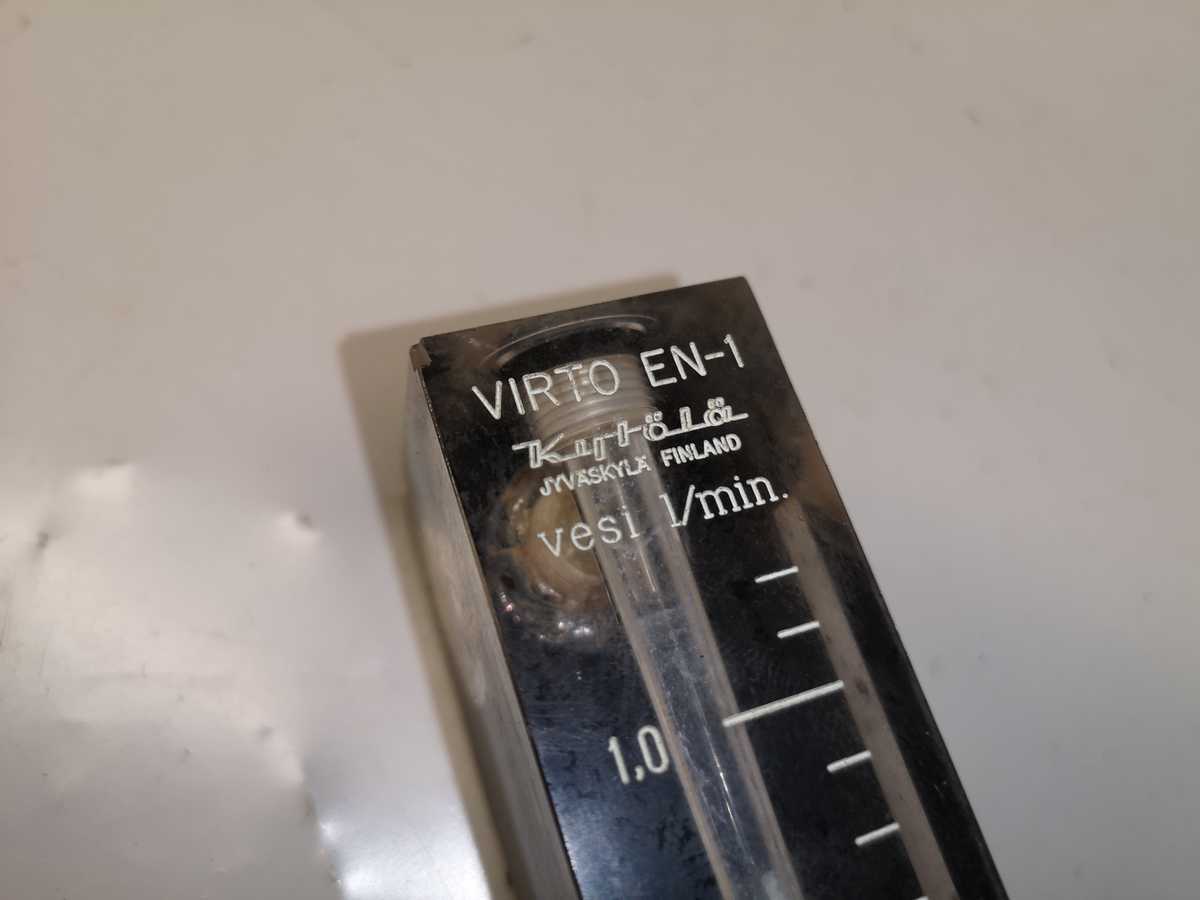 VIRTO EN-1
Kytölä
JYVÄSKYLÄ FINLAND
vesi l/min.
1,0